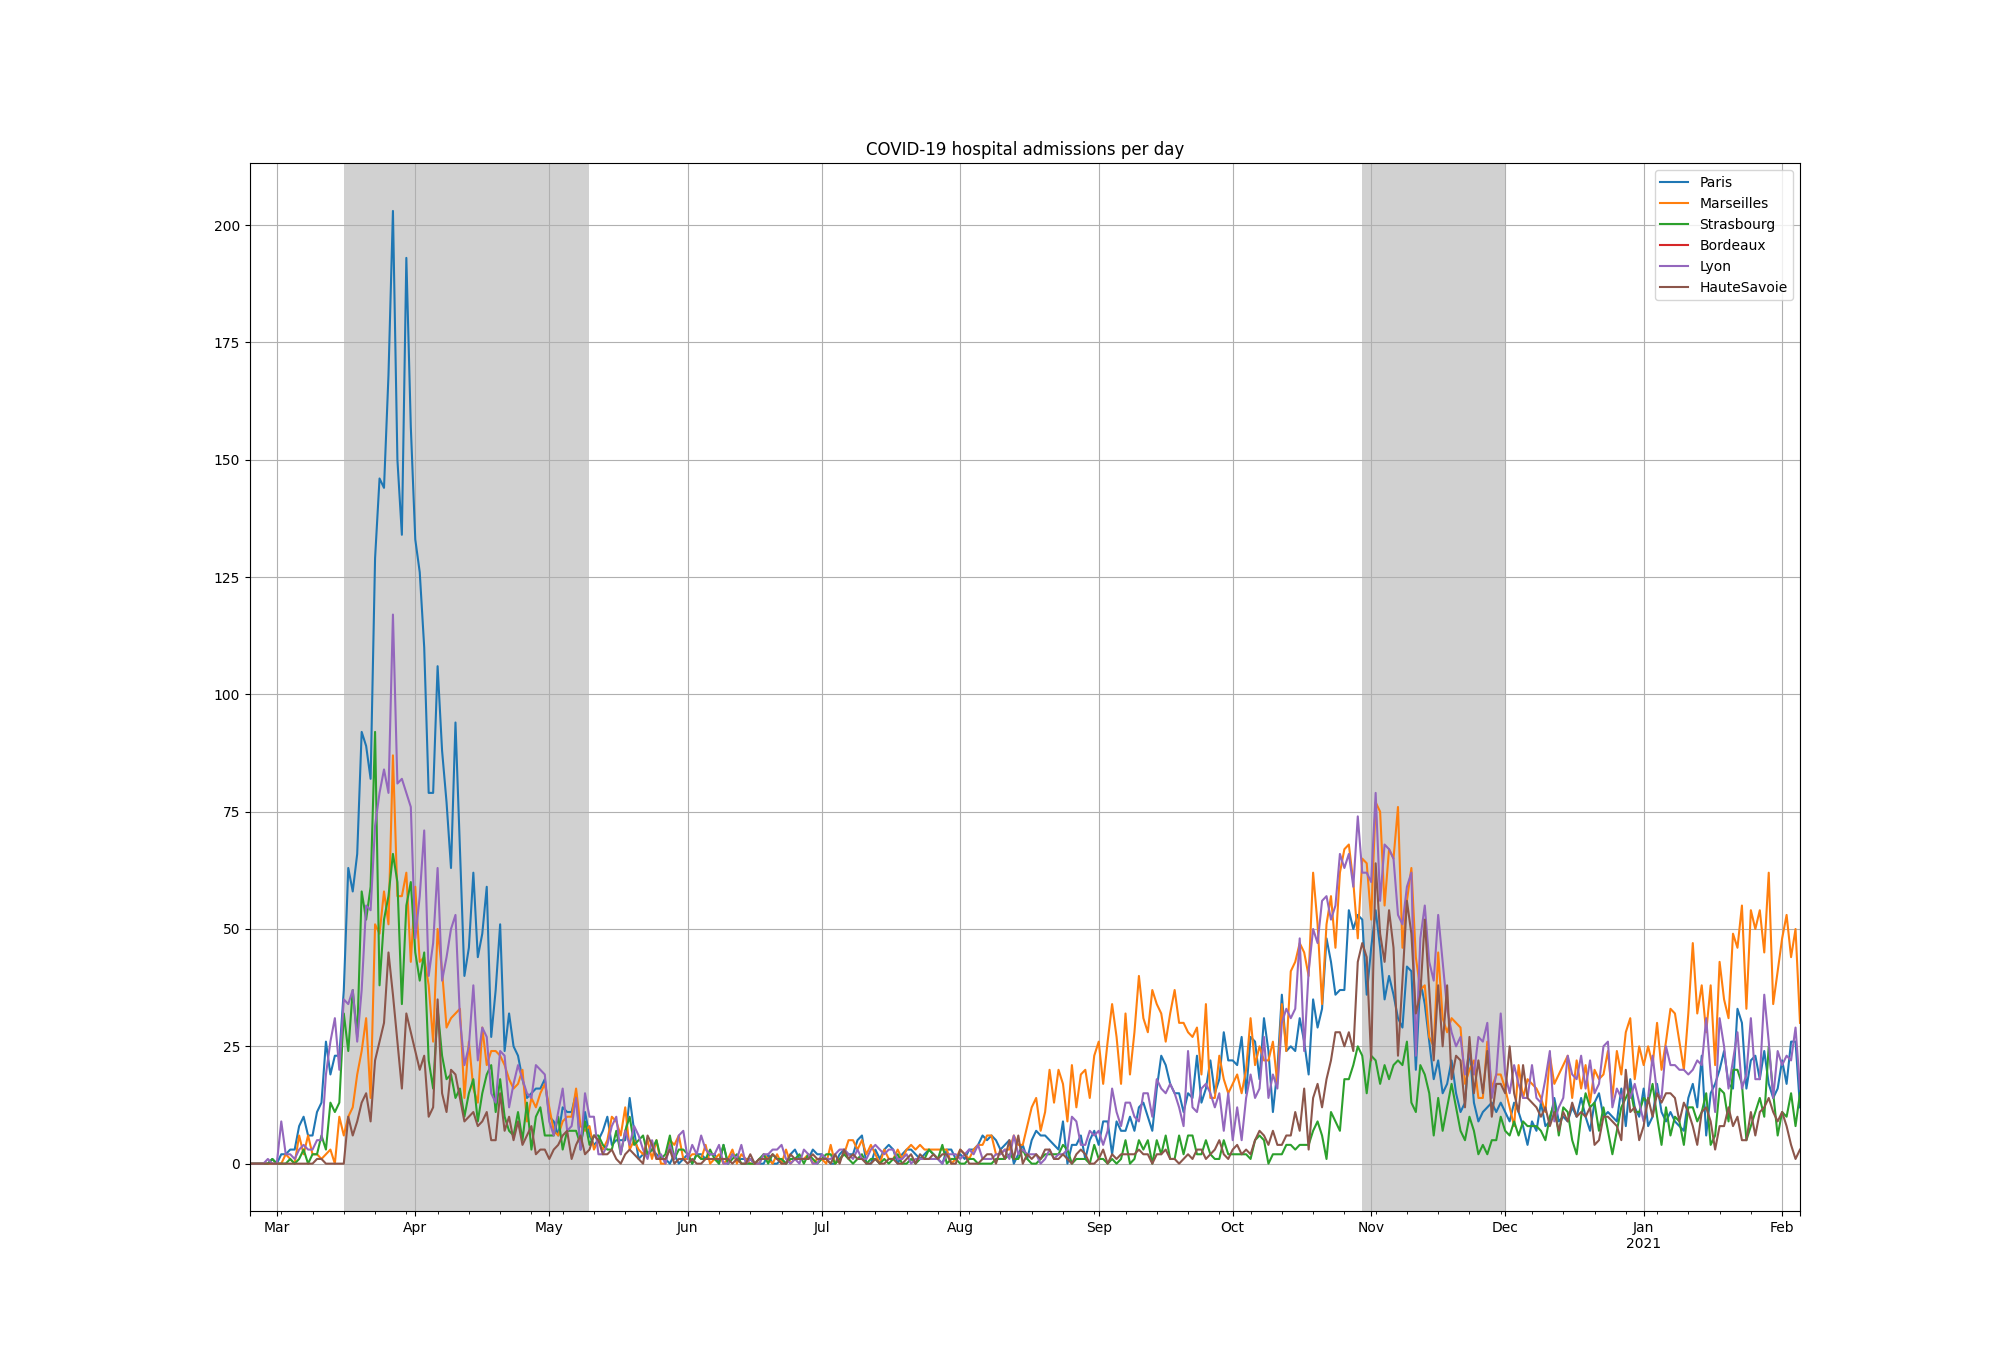 COVID-19 hospital admissions per day
200
175
150
125
100
75
50
25
0
Paris
Marseilles
Strasbourg
Bordeaux
Lyon
HauteSavoie
Mar Apr May Jun Jul Aug Sep Oct Nov Dec Jan Feb
2021